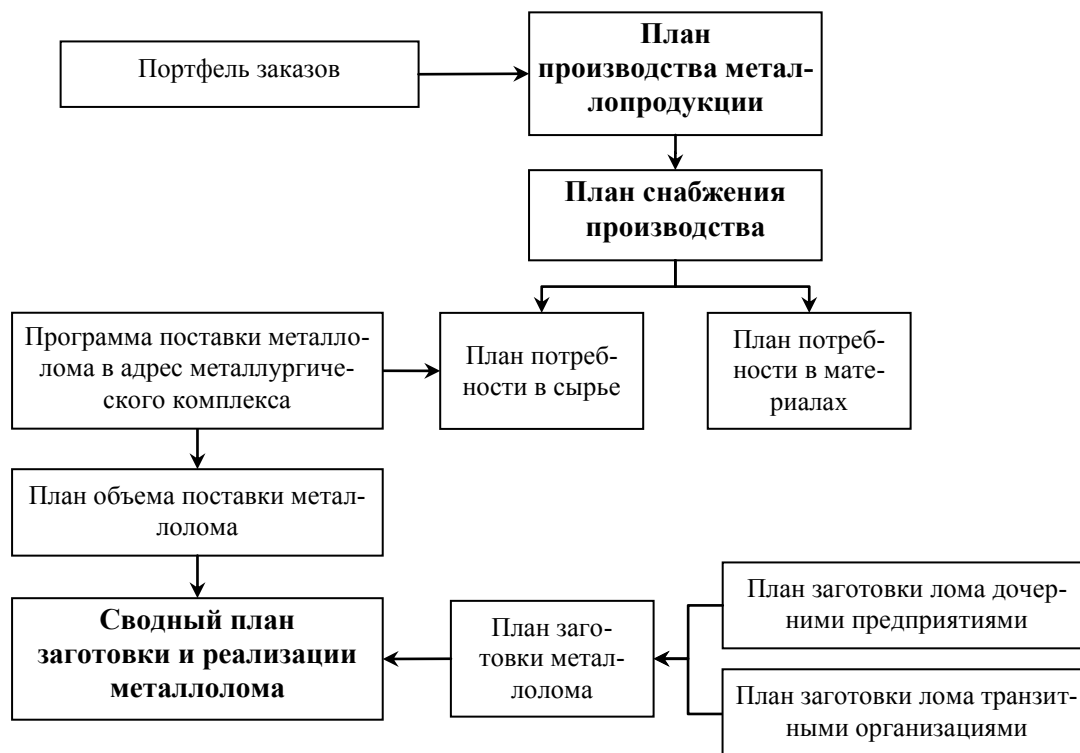 План
производства метал-
лопродукции
Портфель заказов
План снабжения
производства
Программа поставки металло-
лома в адрес металлургиче-
ского комплекса
План потреб-
ности в сырье
План потреб-
ности в мате-
риалах
План объема поставки метал-
лолома
Сводный план
заготовки и реализации
металлолома
План заго-
товки метал-
лолома
План заготовки лома дочер-
ними предприятиями
План заготовки лома транзит-
ными организациями